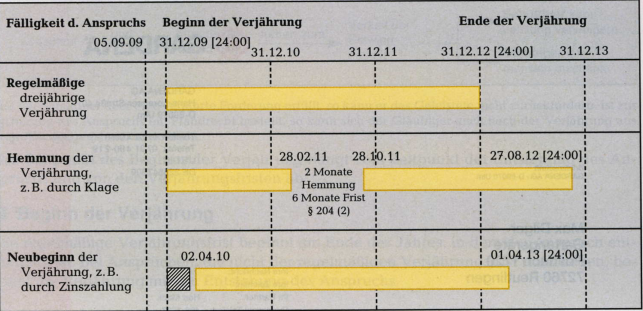 Fälligkeit d. Anspruchs Beginn der Verjährung Ende der Verjährung
05.09.09 31.12.09 [24:00] 31.12.10 31.12.11 31.12.12 [24:00] 31.12.13
Regelmäßige
dreijährige
Verjährung
Hemmung der
Verjährung,
z.B. durch Klage
28.02.11 28.10.11 27.08.12 [24:00]
2 Monate
Hemmung
6 Monate Frist
§ 204 (2)
Neubeginn der
Verjährung, z.B.
durch Zinszahlung
02.04.10 01.04.13 [24:00]